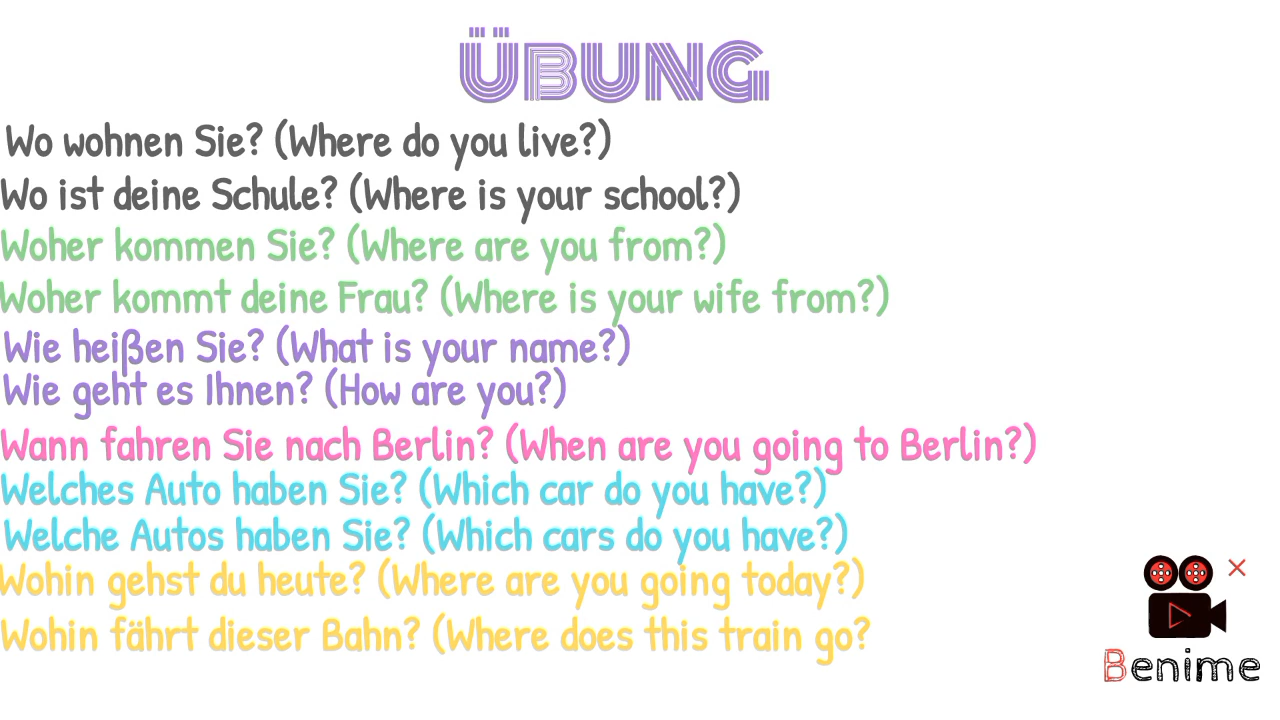 ÜBUNG
Wo wohnen Sie? (Where do you live?)
Wo ist deine Schule? (Where is your school?)
Woher kommen Sie? (Where are you from?)
Woher kommt deine Frau? (Where is your wife from?)
Wie heißen Sie? (What is your name?)
Wie geht es Ihnen? (How are you?)
Wann fahren Sie nach Berlin? (When are you going to Berlin?)
Welches Auto haben Sie? (Which car do you have?)
Welche Autos haben Sie? (Which cars do you have?)
Wohin gehst du heute? (Where are you going today?)
Wohin fährt dieser Bahn? (Where does this train go?
Benime